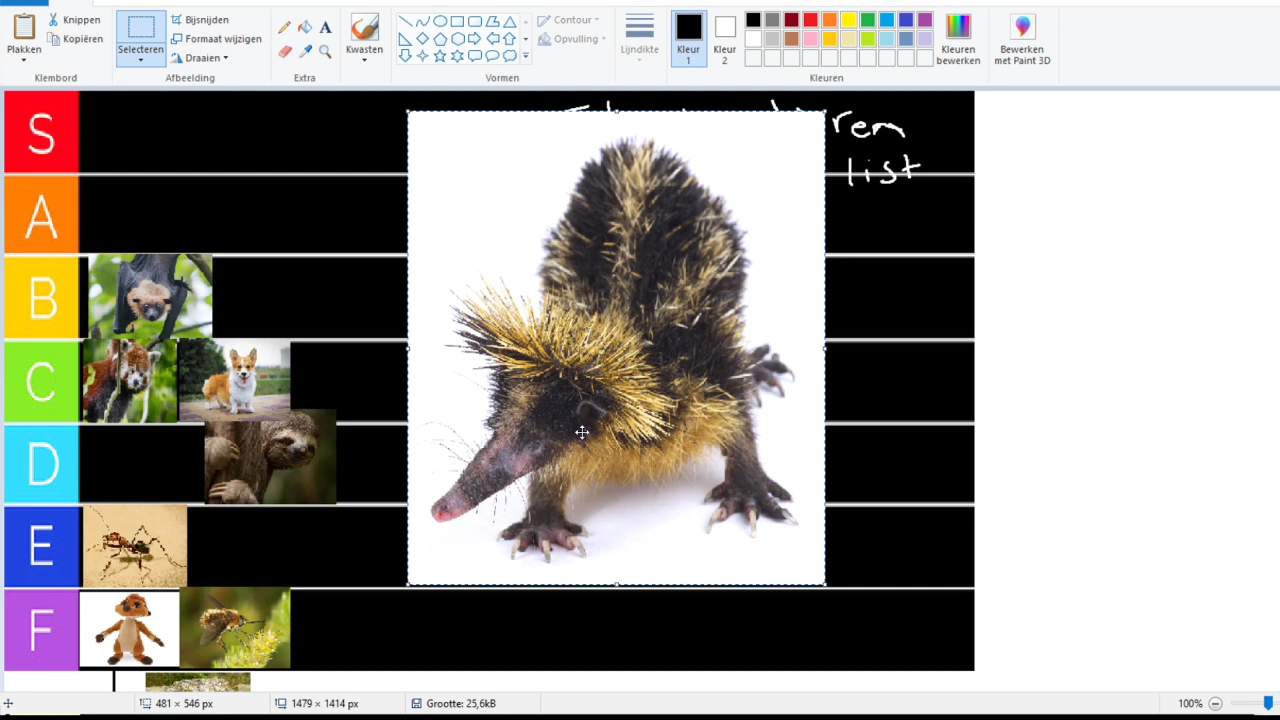 Plakken
Knippen
Kopiëren
Klembord
Selecteren
Bijsnijden
Formaat wijzigen
Draaien
Afbeelding
A
Extra
Kwasten
Vormen
Contour
Opvulling
Lijndikte
Kleur
1
Kleur
2
Kleuren
bewerken
Kleuren
Bewerken
met Paint 3D
S
list
A
B
C
D
E
F
481 × 546 px
1479 × 1414 px
Grootte: 25,6kB
100%